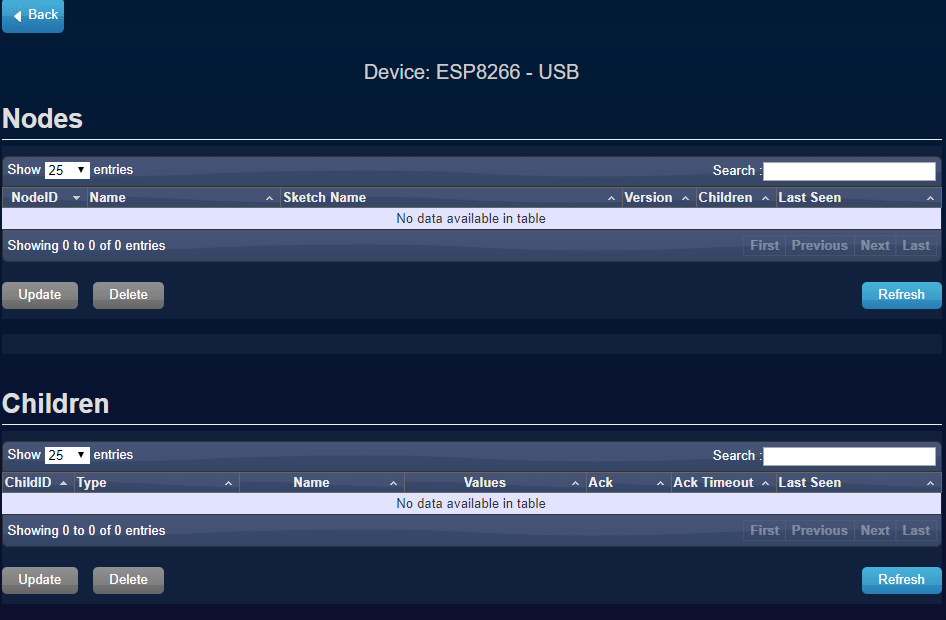 Back
Device: ESP8266 - USB
Nodes
Show 25 entries Search :
NodeID Name Sketch Name Version Children Last Seen
No data available in table
Showing 0 to 0 of 0 entries First Previous Next Last
Update Delete Refresh
Children
Show 25 entries Search :
ChildID Type Name Values Ack Ack Timeout Last Seen
No data available in table
Showing 0 to 0 of 0 entries First Previous Next Last
Update Delete Refresh